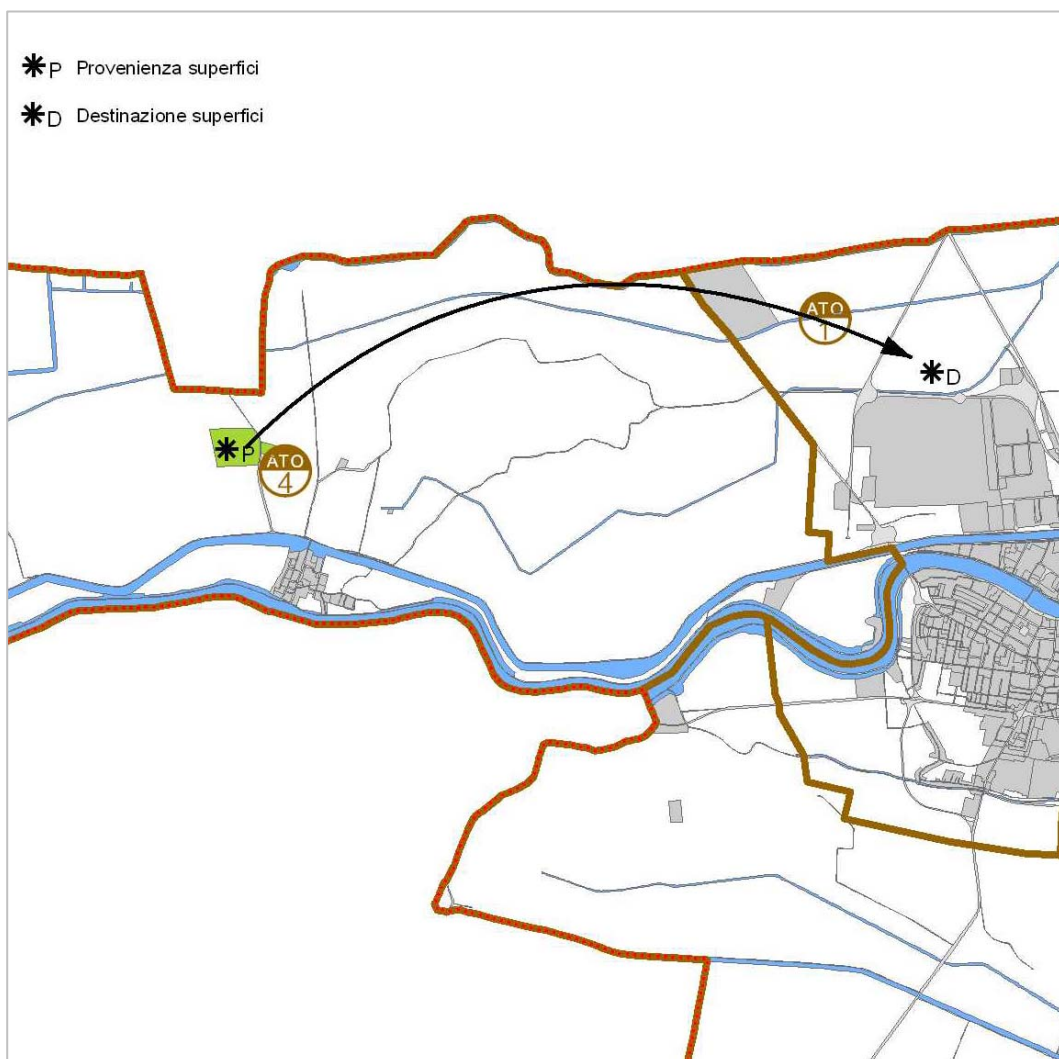 P Provenienza superfici
D Destinazione superfici
ATO
1
D
P
ATO
4